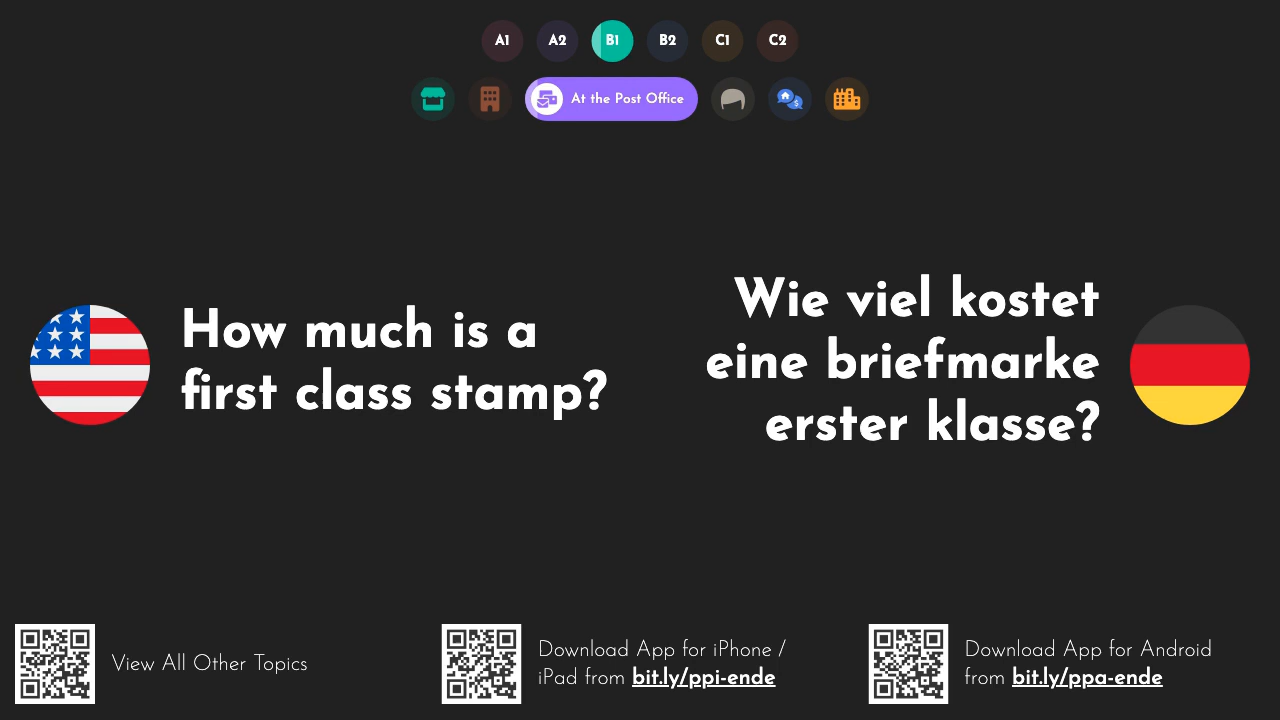 A1 A2 B1 B2 C1 C2
At the Post Office
How much is a
first class stamp?
Wie viel kostet
eine briefmarke
erster klasse?
View All Other Topics
Download App for iPhone /
iPad from bit.ly/ppi-ende
Download App for Android
from bit.ly/ppa-ende